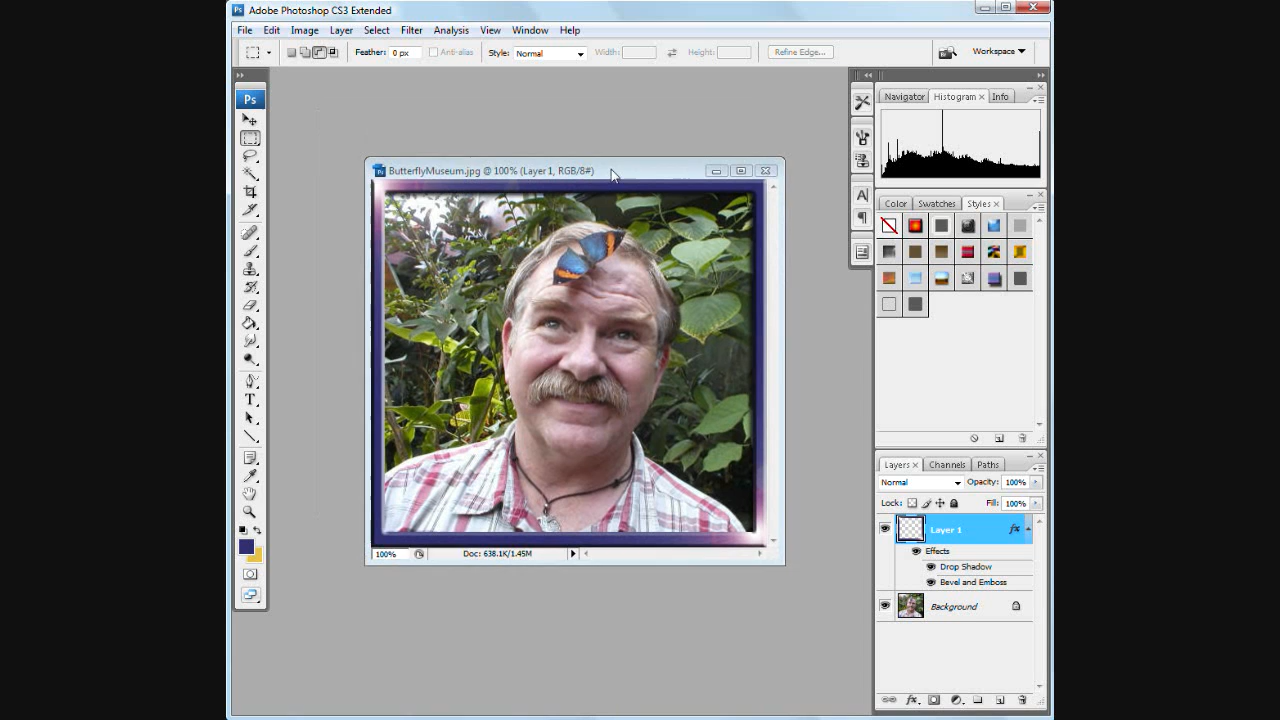 Adobe Photoshop CS3 Extended
File Edit Image Layer Select Filter Analysis View Window Help
Feather: 0 px Anti-alias Style: Normal Width: Height: Refine Edge... Workspace
Ps
Navigator Histogram Info
ButterflyMuseum.jpg @ 100% (Layer 1, RGB/8#)
Color Swatches Styles
Layers Channels Paths
Normal Opacity: 100%
Lock: Fill: 100%
Layer 1 fx
Effects
Drop Shadow
Bevel and Emboss
100% Doc: 638.1K/1.45M
Background